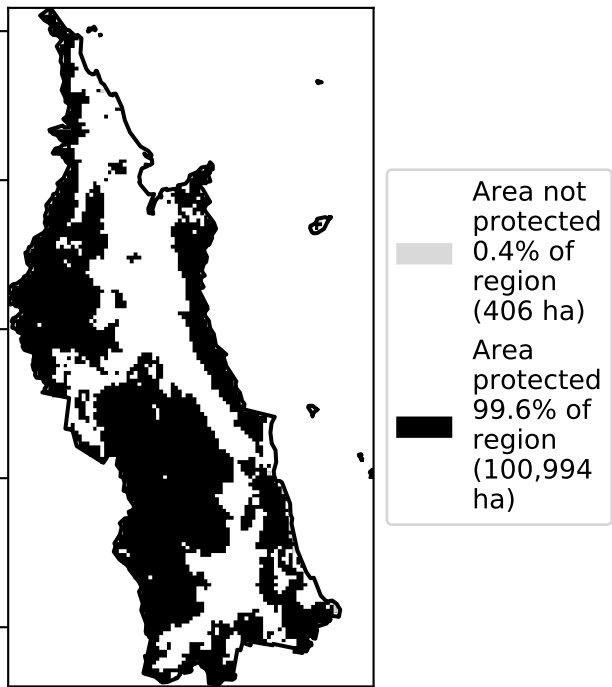 Area not
protected
0.4% of
region
(406 ha)
Area
protected
99.6% of
region
(100,994
ha)